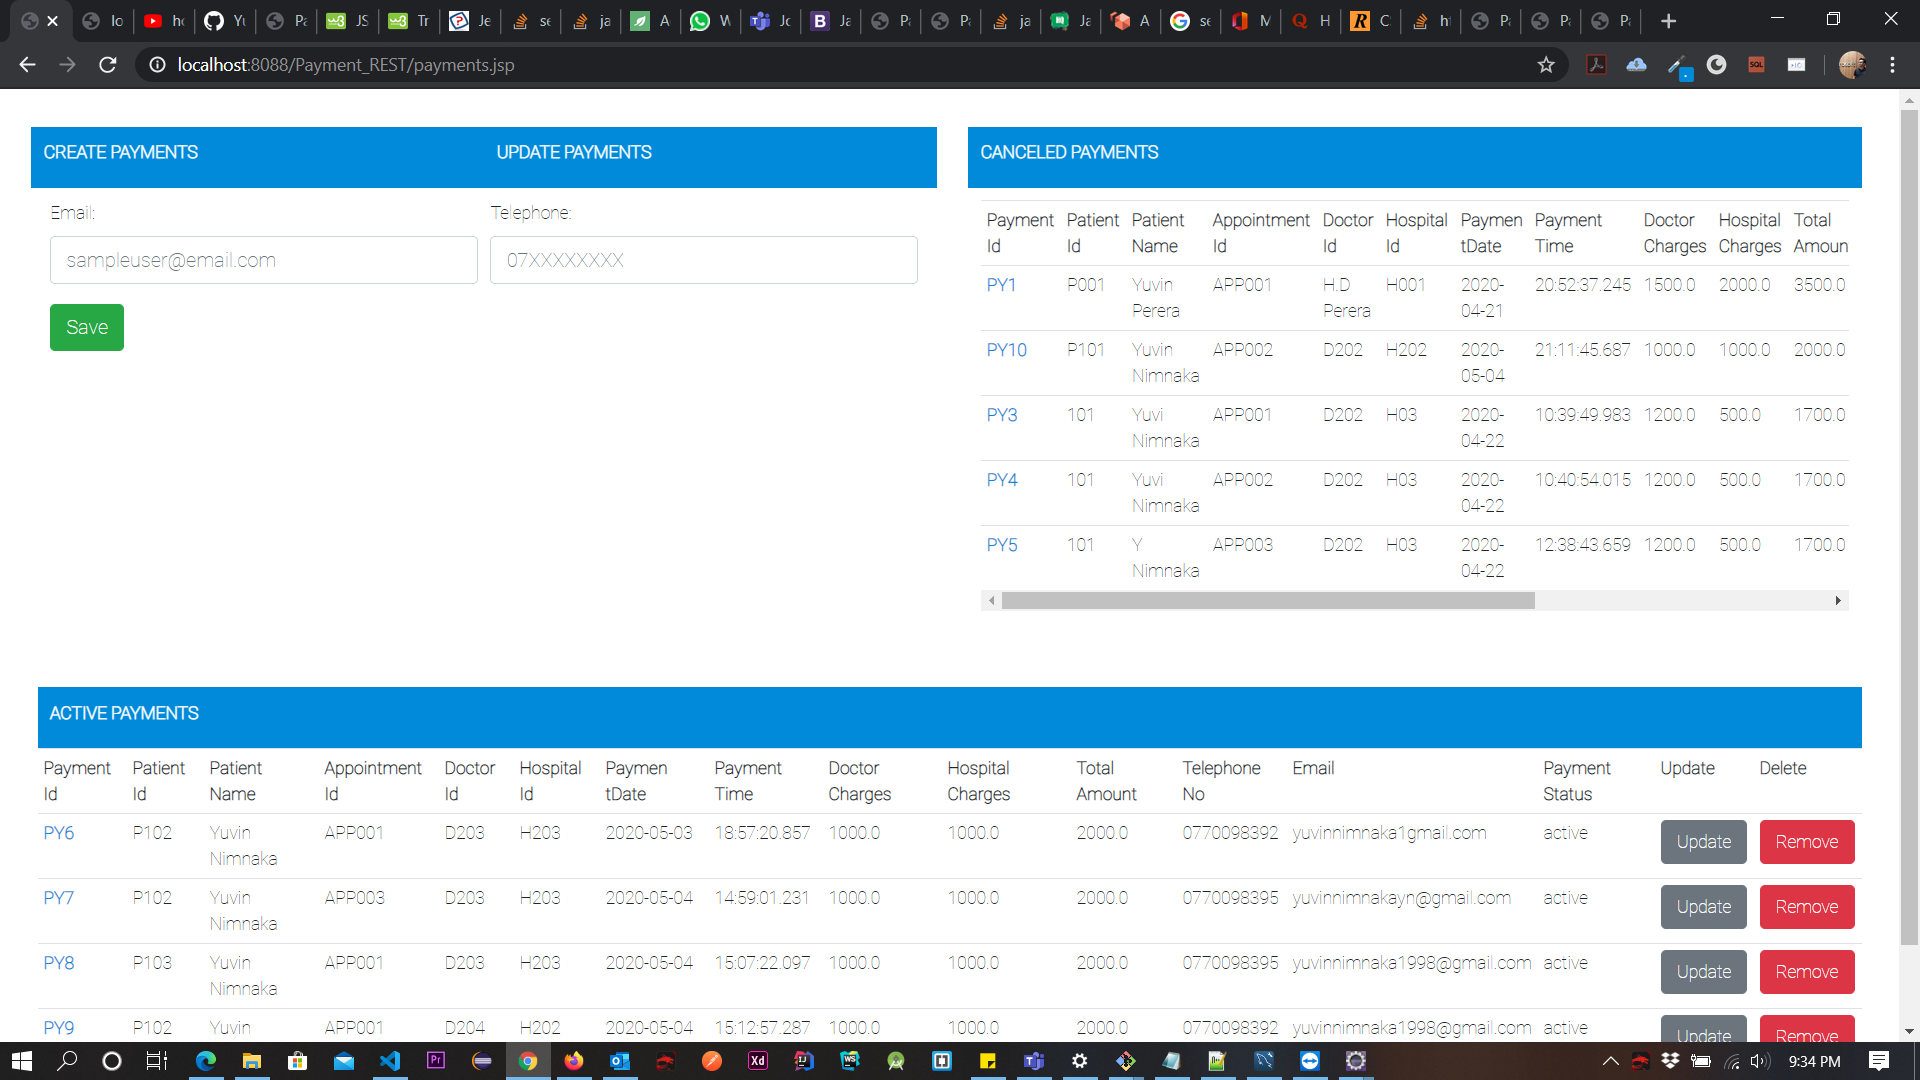 localhost:8088/Payment_REST/payments.jsp
CREATE PAYMENTS UPDATE PAYMENTS
Email: Telephone:
sampleuser@email.com 07XXXXXXXX
Save
CANCELED PAYMENTS
Payment Patient Patient Appointment Doctor Hospital Paymen Payment Doctor Hospital Total
Id Id Name Id Id Id tDate Time Charges Charges Amoun
PY1 P001 Yuvin APP001 H.D H001 2020- 20:52:37.245 1500.0 2000.0 3500.0
Perera Perera 04-21
PY10 P101 Yuvin APP002 D202 H202 2020- 21:11:45.687 1000.0 1000.0 2000.0
Nimnaka 05-04
PY3 101 Yuvi APP001 D202 H03 2020- 10:39:49.983 1200.0 500.0 1700.0
Nimnaka 04-22
PY4 101 Yuvi APP002 D202 H03 2020- 10:40:54.015 1200.0 500.0 1700.0
Nimnaka 04-22
PY5 101 Y APP003 D202 H03 2020- 12:38:43.659 1200.0 500.0 1700.0
Nimnaka 04-22
ACTIVE PAYMENTS
Payment Patient Patient Appointment Doctor Hospital Paymen Payment Doctor Hospital Total Telephone Email Payment Update Delete
Id Id Name Id Id Id tDate Time Charges Charges Amount No Status
PY6 P102 Yuvin APP001 D203 H203 2020-05-03 18:57:20.857 1000.0 1000.0 2000.0 0770098392 yuvinnimnaka1gmail.com active Update Remove
Nimnaka
PY7 P102 Yuvin APP003 D203 H203 2020-05-04 14:59:01.231 1000.0 1000.0 2000.0 0770098395 yuvinnimnakayn@gmail.com active Update Remove
Nimnaka
PY8 P103 Yuvin APP001 D203 H203 2020-05-04 15:07:22.097 1000.0 1000.0 2000.0 0770098395 yuvinnimnaka1998@gmail.com active Update Remove
Nimnaka
PY9 P102 Yuvin APP001 D204 H202 2020-05-04 15:12:57.287 1000.0 1000.0 2000.0 0770098392 yuvinnimnaka1998@gmail.com active Update Remove
9:34 PM